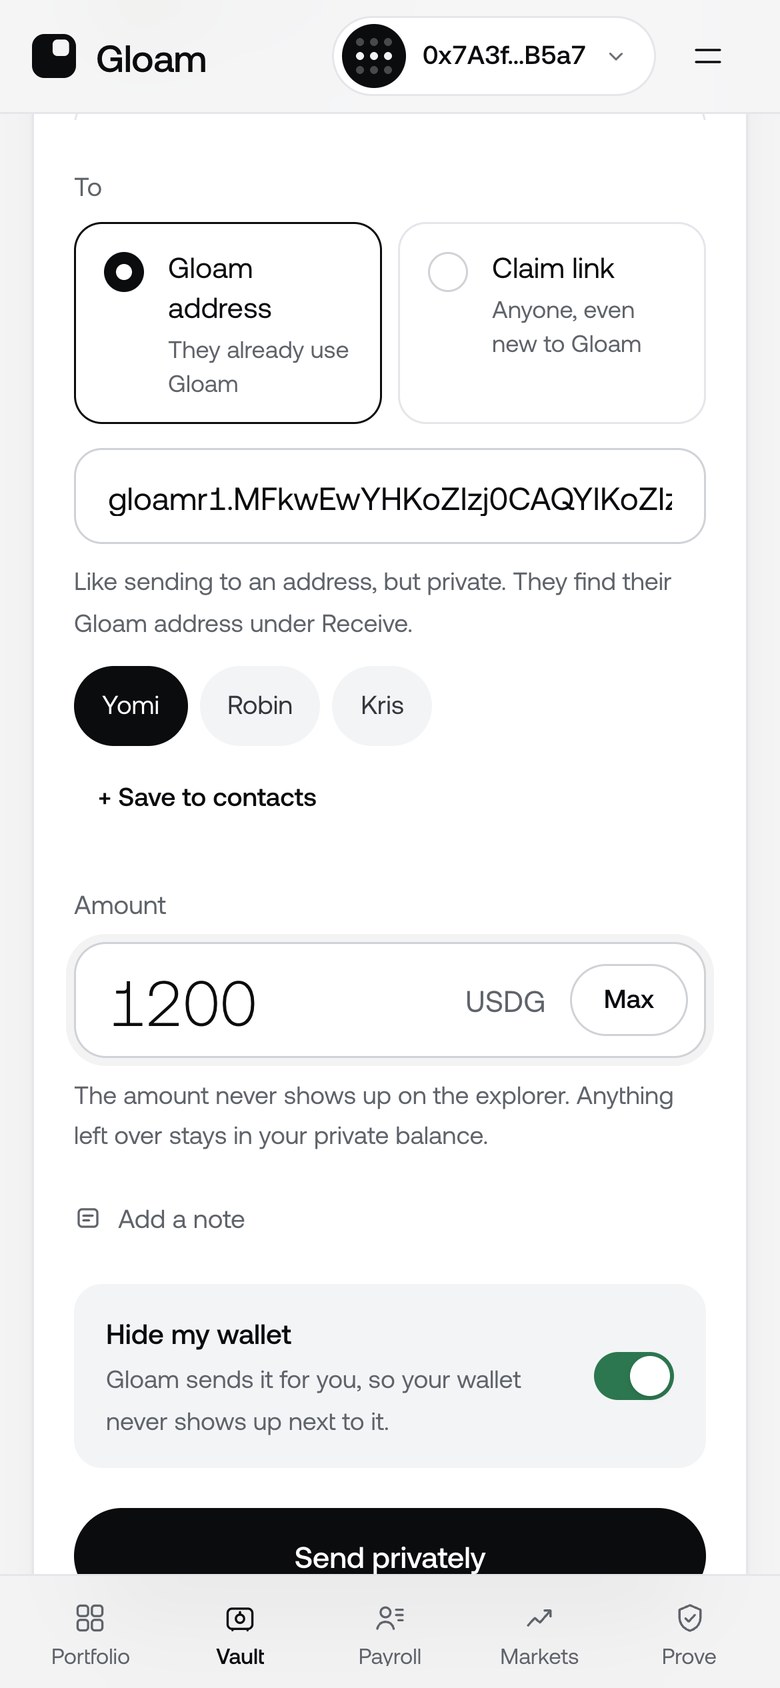 Gloam
0x7A3f...B5a7
To
Gloam
address
They already use
Gloam
Claim link
Anyone, even
new to Gloam
gloamr1.MFkwEwYHKoZIzj0CAQYIKoZIz
Like sending to an address, but private. They find their
Gloam address under Receive.
Yomi
Robin
Kris
+ Save to contacts
Amount
1200
USDG
Max
The amount never shows up on the explorer. Anything
left over stays in your private balance.
Add a note
Hide my wallet
Gloam sends it for you, so your wallet
never shows up next to it.
Send privately
Portfolio
Vault
Payroll
Markets
Prove